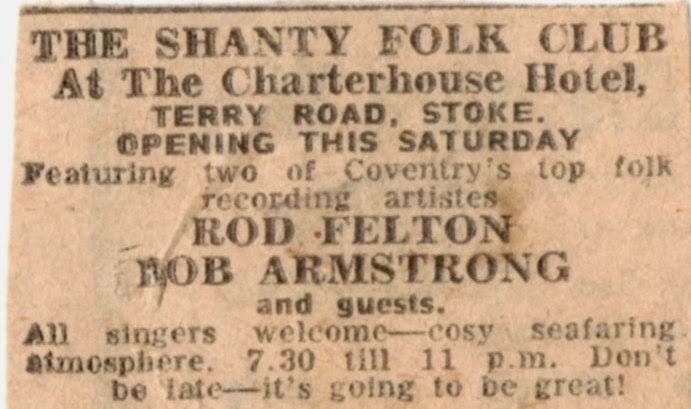 THE SHANTY FOLK CLUB
At The Charterhouse Hotel,
TERRY ROAD, STOKE.
OPENING THIS SATURDAY
Featuring two of Coventry's top folk
recording artistes
ROD FELTON
BOB ARMSTRONG
and guests.
All singers welcome—cosy seafaring
atmosphere. 7.30 till 11 p.m. Don't
be late—it's going to be great!